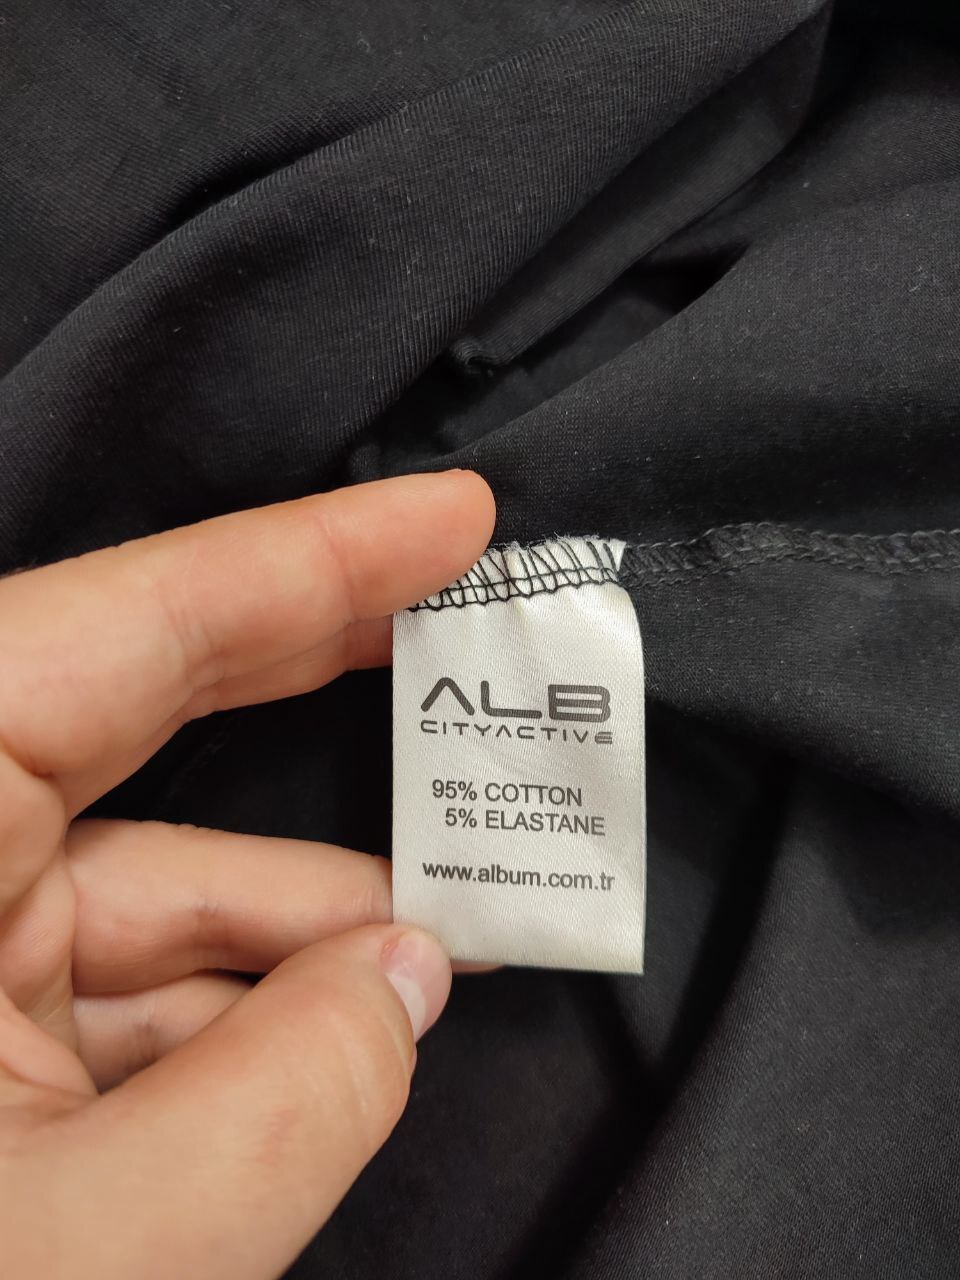 ALB
CITYACTIVE
95% COTTON
5% ELASTANE
www.album.com.tr